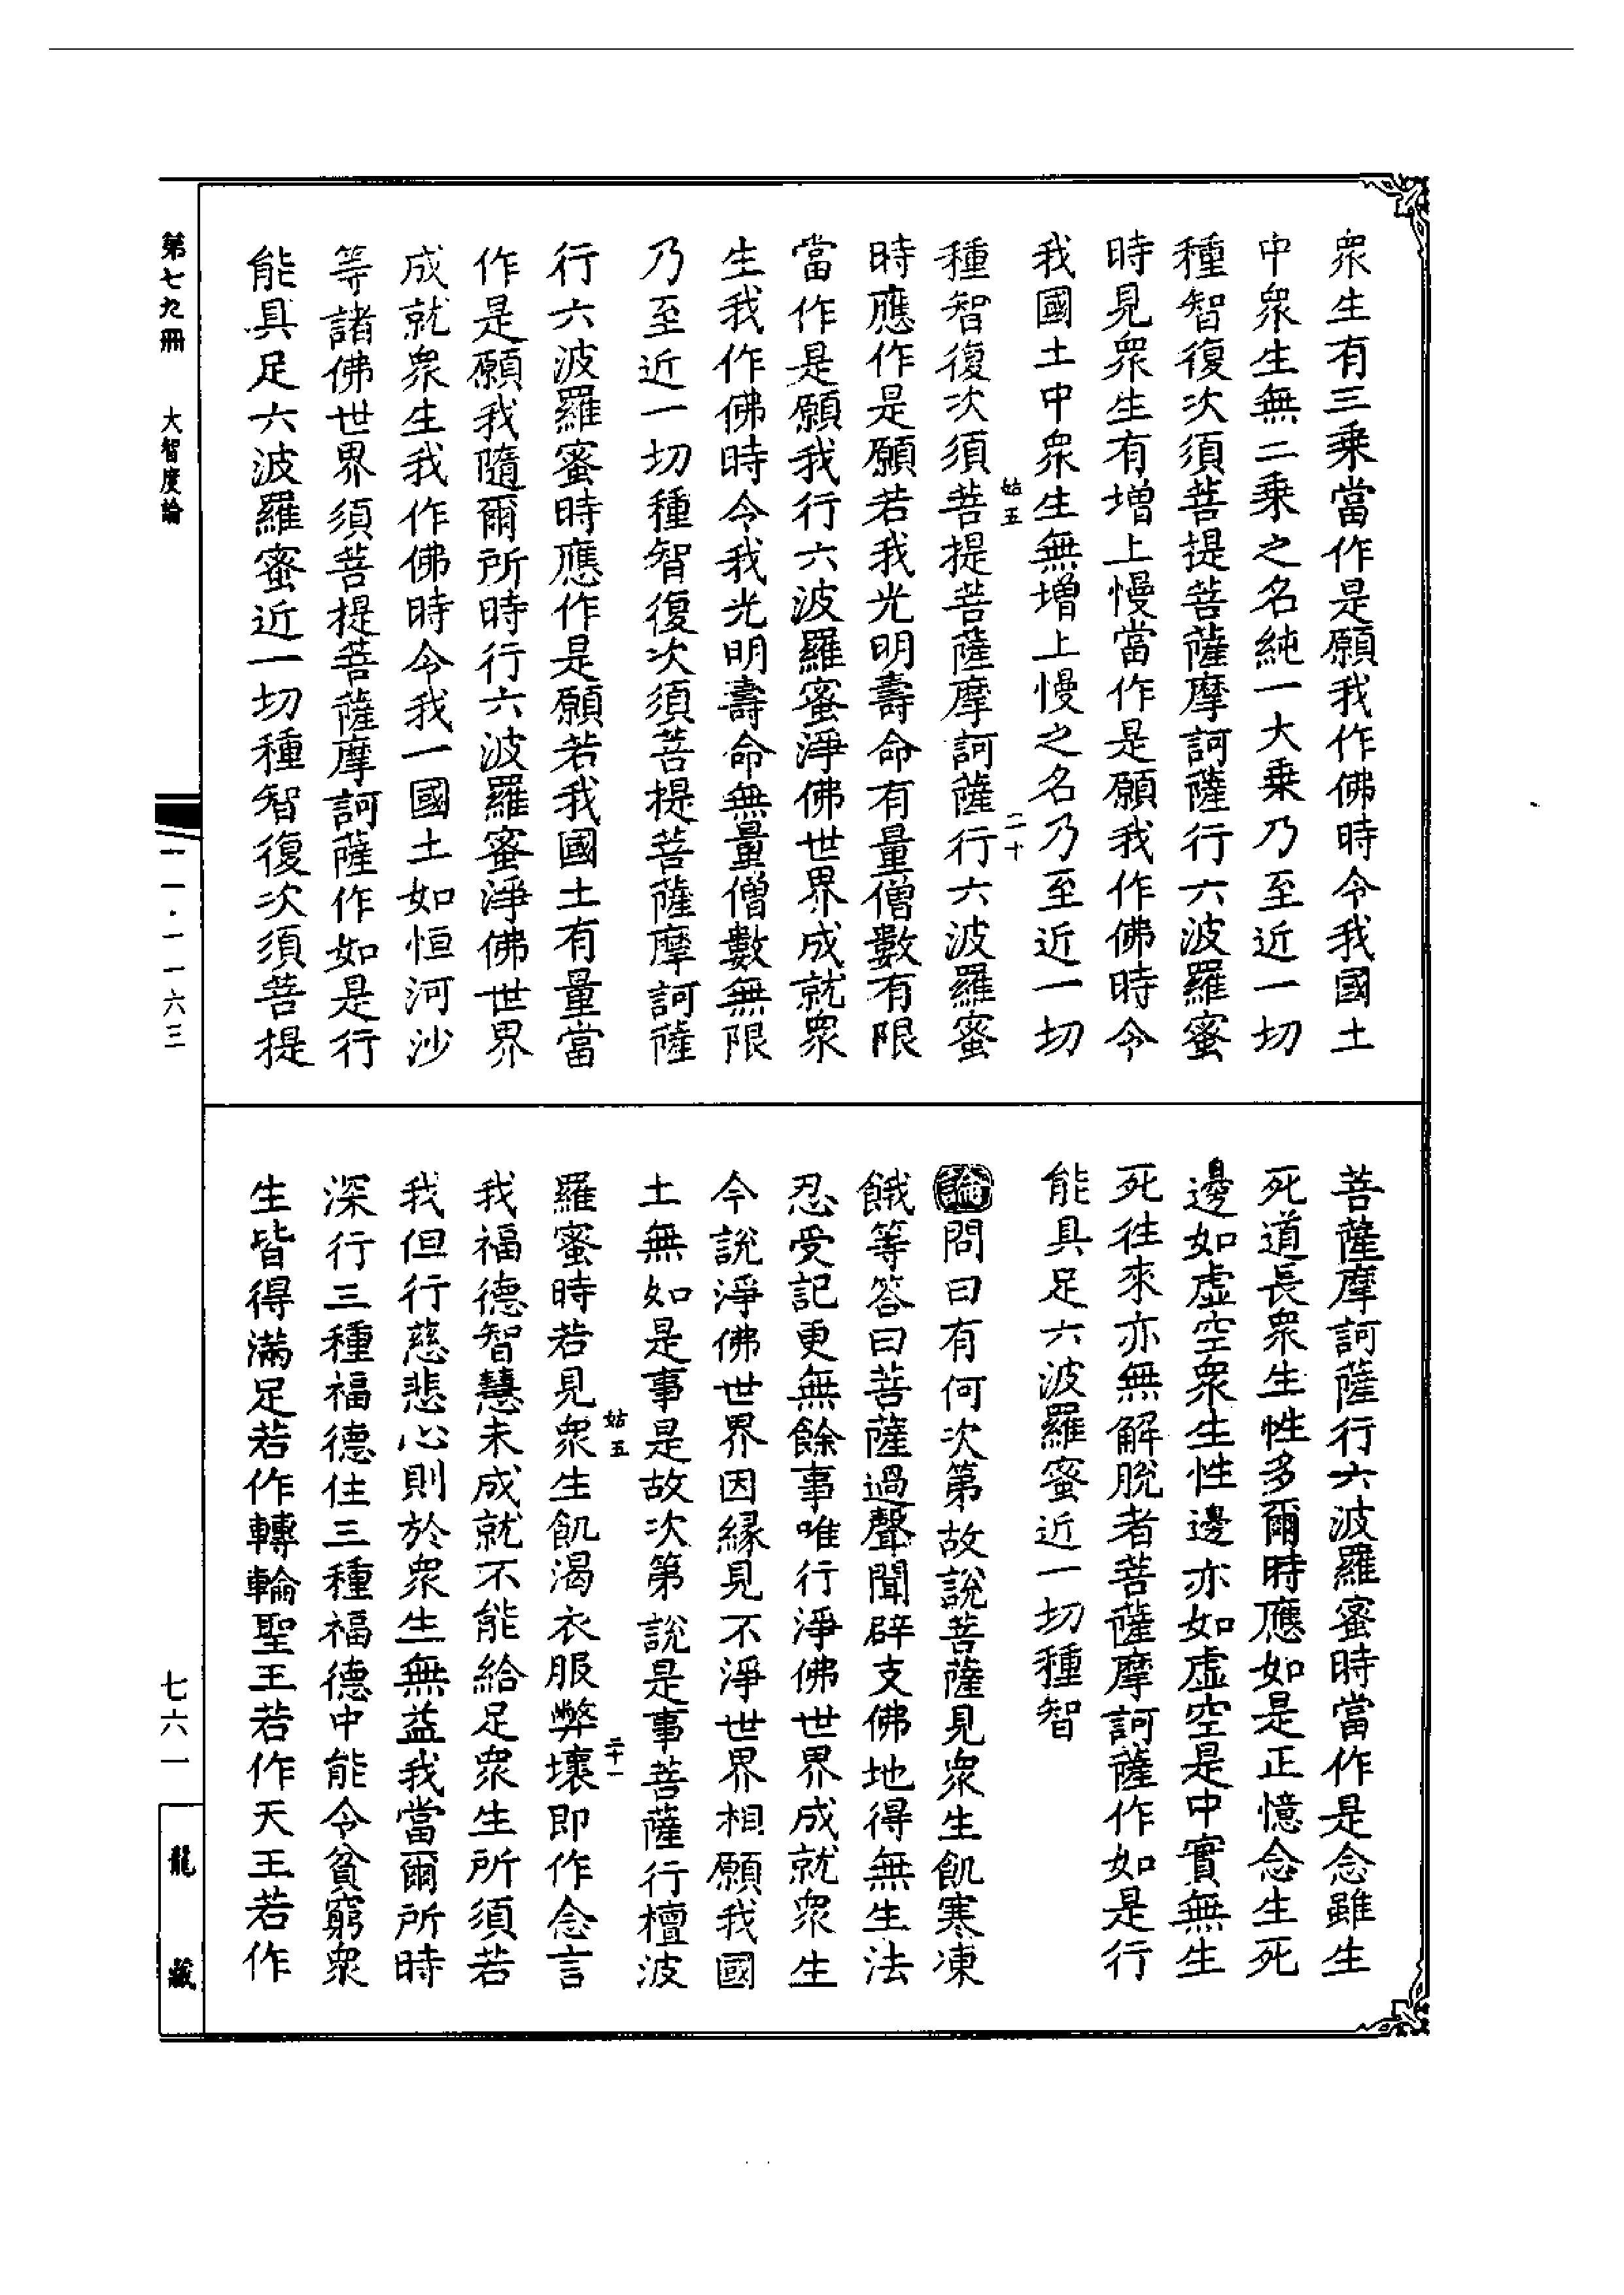 衆生有三乗當作是願我作佛時令我國土
中衆生無二乗之名純一大乗乃至近一切
種智復次須菩提菩薩摩訶薩行六波羅蜜
時見衆生有增上慢當作是願我作佛時令
我國土中衆生無增上慢之名乃至近一切
姑五
二十
種智復次須菩提菩薩摩訶薩行六波羅蜜
時應作是願若我光明壽命有量僧數有限
當作是願我行六波羅蜜淨佛世界成就衆
生我作佛時令我光明壽命無量僧數無限
乃至近一切種智復次須菩提菩薩摩訶薩
行六波羅蜜時應作是願若我國土有量當
作是願我隨爾所時行六波羅蜜淨佛世界
成就衆生我作佛時令我一國土如恒河沙
等諸佛世界須菩提菩薩摩訶薩作如是行
能具足六波羅蜜近一切種智復次須菩提
菩薩摩訶薩行六波羅蜜時當作是念雖生
死道長衆生性多爾時應如是正憶念生死
邊如虛空衆生性邊亦如虛空是中實無生
死往來亦無解脫者菩薩摩訶薩作如是行
能具足六波羅蜜近一切種智
論問曰有何次第故說菩薩見衆生飢寒凍
餓等答曰菩薩過聲聞辟支佛地得無生法
忍受記更無餘事唯行淨佛世界成就衆生
今說淨佛世界因緣見不淨世界相願我國
土無如是事是故次第說是事菩薩行檀波
姑五
二十一
羅蜜時若見衆生飢渴衣服弊壞即作念言
我福德智慧未成就不能給足衆生所須若
我但行慈悲心則於衆生無益我當爾所時
深行三種福德住三種福德中能令貧窮衆
生皆得滿足若作轉輪聖王若作天王若作
第七九冊　大智度論
一一·一一六三
七六一
龍藏